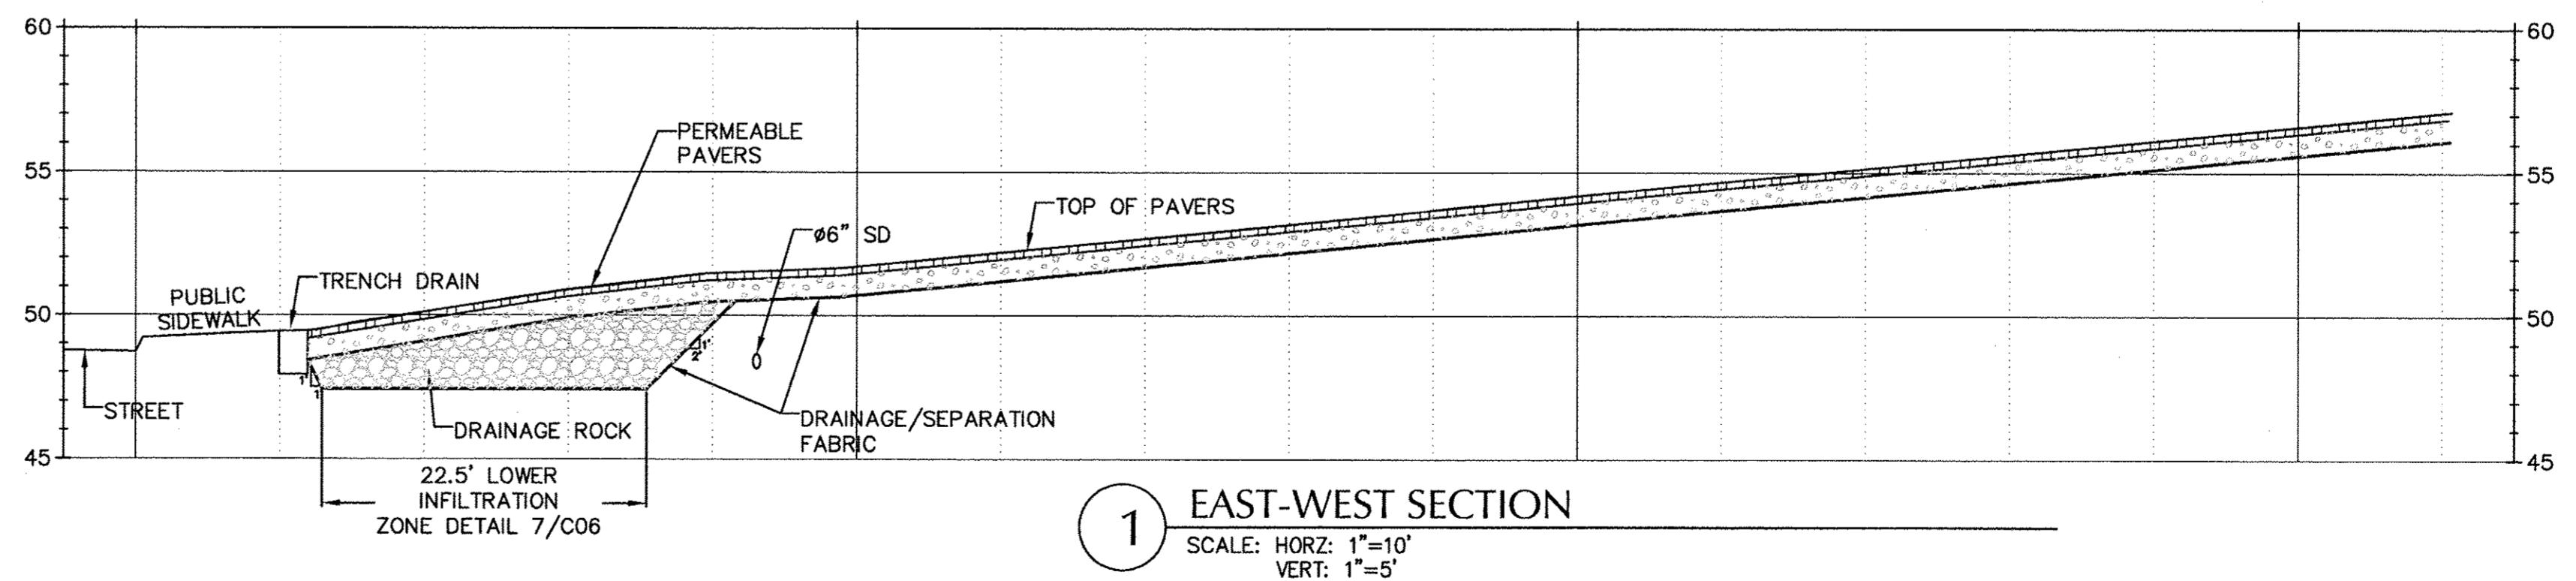 60
60
PERMEABLE
PAVERS
55
55
TOP OF PAVERS
ø6" SD
TRENCH DRAIN
PUBLIC
SIDEWALK
50
50
1'
2'
1'
1'
STREET
DRAINAGE ROCK
DRAINAGE/SEPARATION
FABRIC
45
45
22.5' LOWER
INFILTRATION
ZONE DETAIL 7/C06
1
EAST-WEST SECTION
SCALE: HORZ: 1"=10'
VERT: 1"=5'